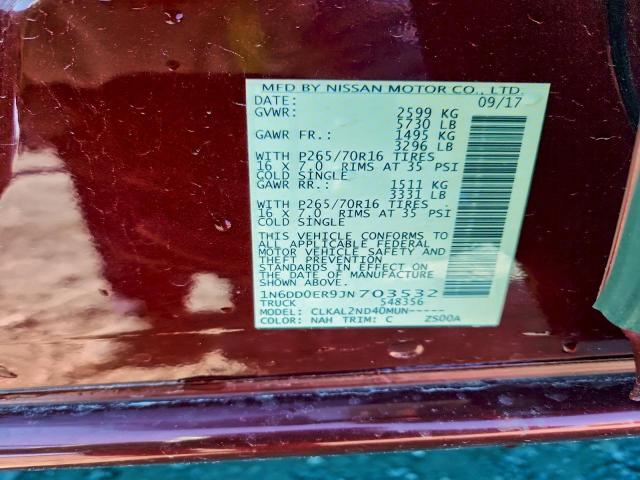 MFD BY NISSAN MOTOR CO., LTD.
DATE: 09/17
GVWR: 2599 KG
5730 LB
GAWR FR.: 1495 KG
3296 LB
WITH P265/70R16 TIRES
16 X 7.0 RIMS AT 35 PSI
COLD SINGLE
GAWR RR.: 1511 KG
3331 LB
WITH P265/70R16 TIRES
16 X 7.0 RIMS AT 35 PSI
COLD SINGLE
THIS VEHICLE CONFORMS TO
ALL APPLICABLE FEDERAL
MOTOR VEHICLE SAFETY AND
THEFT PREVENTION
STANDARDS IN EFFECT ON
THE DATE OF MANUFACTURE
SHOWN ABOVE.
1N6DD0ER9JN703532
TRUCK 548356
MODEL: CLKAL2ND40MUN-----
COLOR: NAH TRIM: C ZS00A